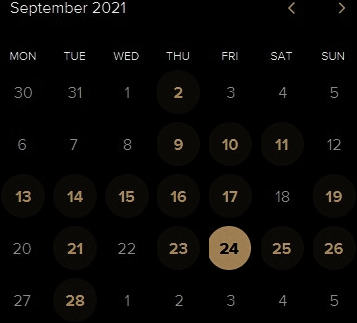 September 2021
MON TUE WED THU FRI SAT SUN
30 31 1 2 3 4 5
6 7 8 9 10 11 12
13 14 15 16 17 18 19
20 21 22 23 24 25 26
27 28 1 2 3 4 5